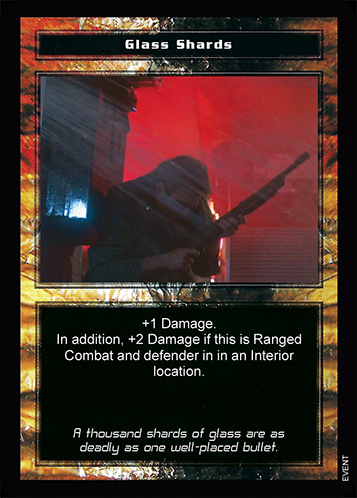 Glass Shards
+1 Damage.
In addition, +2 Damage if this is Ranged
Combat and defender in in an Interior
location.
A thousand shards of glass are as
deadly as one well-placed bullet.
EVENT